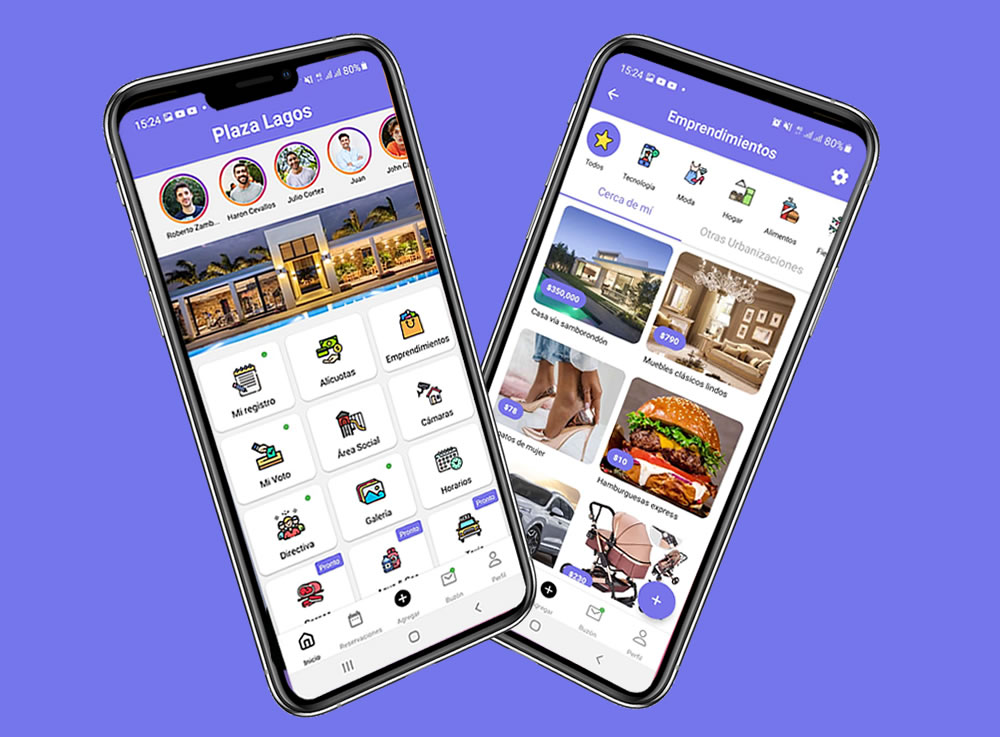 15:24
80%
Plaza Lagos
Roberto Zamb...
Haron Cevallos
Julio Cortez
Juan
John C
Mi registro
Alicuotas
Emprendimientos
Mi Voto
Área Social
Cámaras
Directiva
Galeria
Horarios
Pronto
Pronto
Pronto
Inicio
Reservaciones
Agregar
Buzón
Perfil
15:24
80%
Emprendimientos
Todos
Tecnología
Moda
Hogar
Alimentos
Fie
Cerca de mí
Otras Urbanizaciones
$350,000
Casa vía samborondón
$790
Muebles clásicos lindos
$78
patos de mujer
$10
Hamburguesas express
$230
gregar
Buzón
Perfil